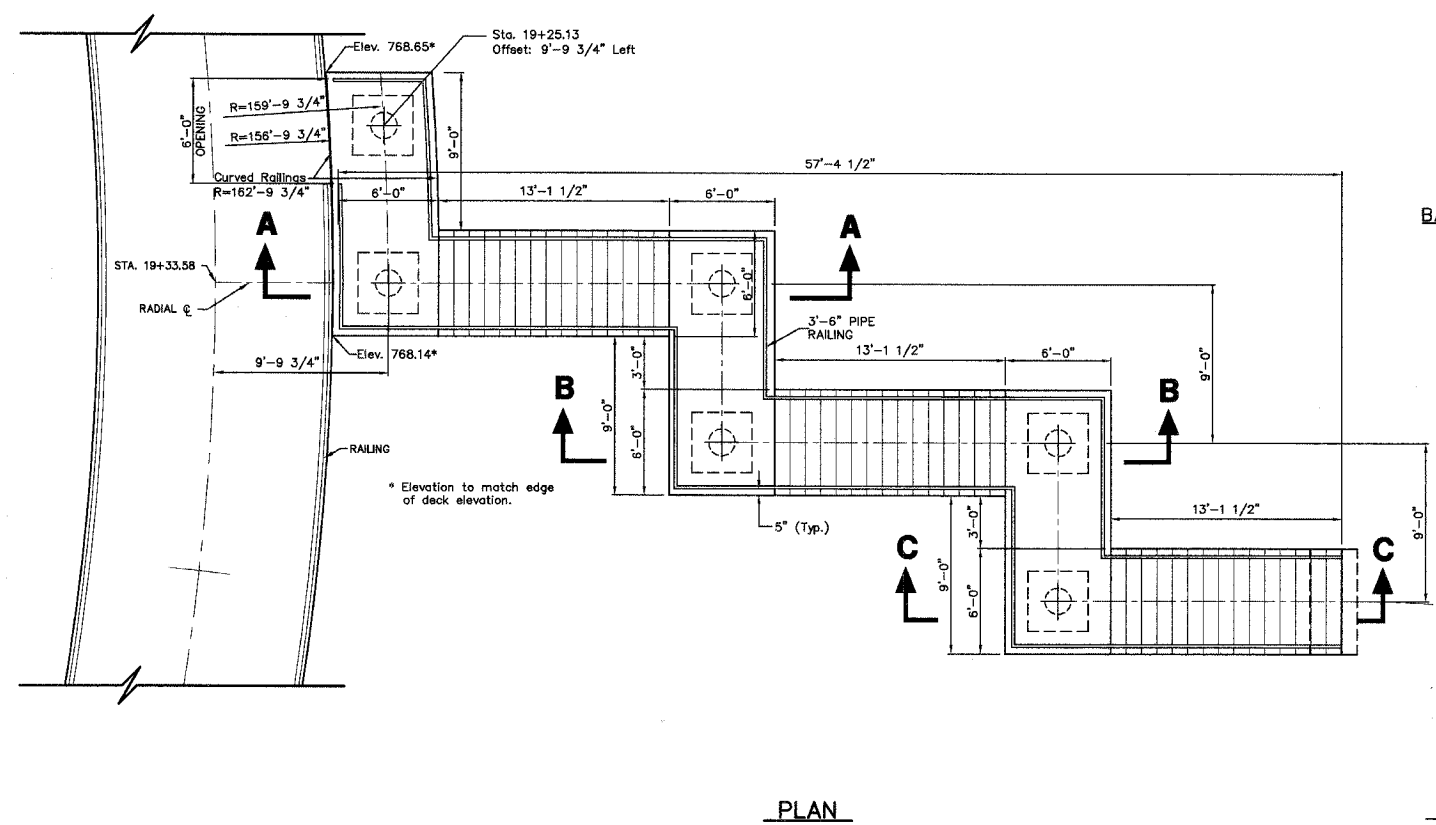 Sta. 19+25.13
Offset: 9'-9 3/4" Left
Elev. 768.65*
R=159'-9 3/4"
R=156'-9 3/4"
6'-0"
OPENING
9'-0"
57'-4 1/2"
Curved Railings
R=162'-9 3/4"
6'-0"
13'-1 1/2"
6'-0"
A
A
B
STA. 19+33.58
RADIAL ℄
6'-0"
3'-6" PIPE
RAILING
Elev. 768.14*
9'-9 3/4"
13'-1 1/2"
6'-0"
9'-0"
3'-0"
B
B
9'-0"
6'-0"
RAILING
* Elevation to match edge
of deck elevation.
5" (Typ.)
13'-1 1/2"
9'-0"
3'-0"
C
C
9'-0"
6'-0"
PLAN